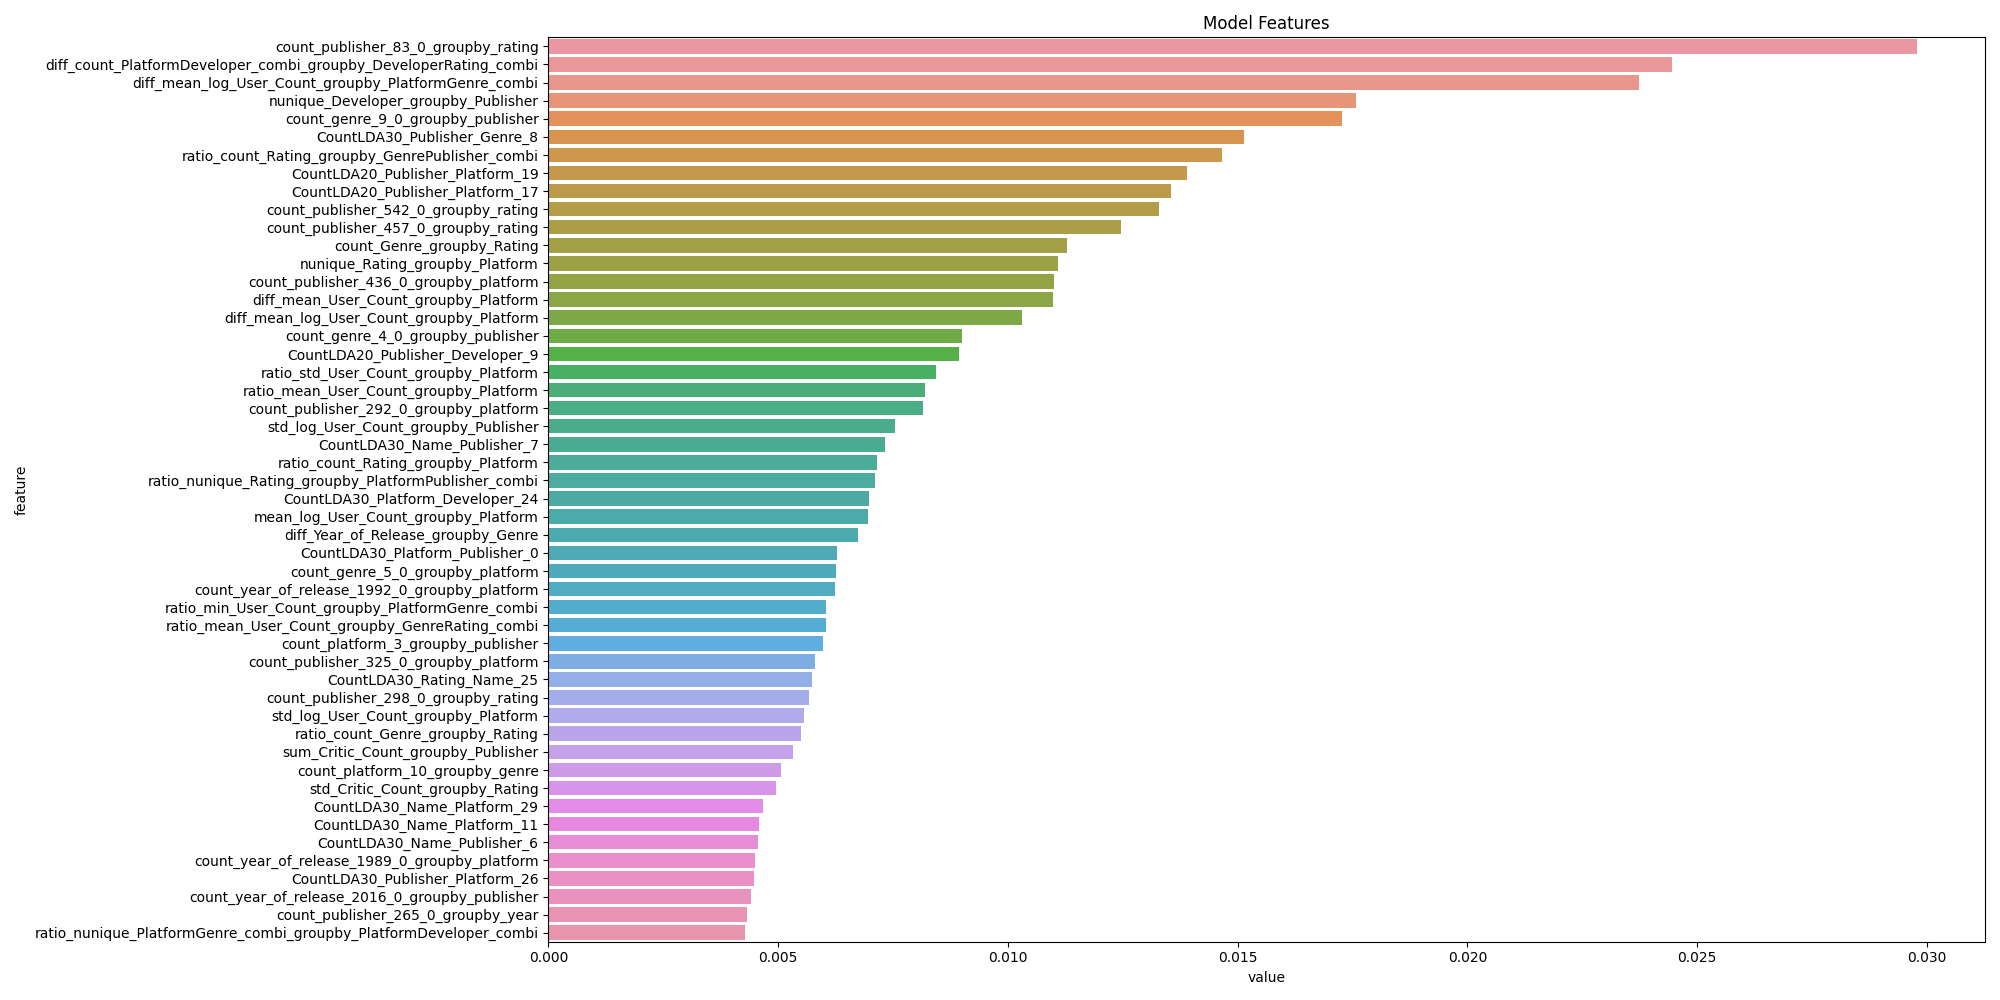 Model Features
count_publisher_83_0_groupby_rating
diff_count_PlatformDeveloper_combi_groupby_DeveloperRating_combi
diff_mean_log_User_Count_groupby_PlatformGenre_combi
nunique_Developer_groupby_Publisher
count_genre_9_0_groupby_publisher
CountLDA30_Publisher_Genre_8
ratio_count_Rating_groupby_GenrePublisher_combi
CountLDA20_Publisher_Platform_19
CountLDA20_Publisher_Platform_17
count_publisher_542_0_groupby_rating
count_publisher_457_0_groupby_rating
count_Genre_groupby_Rating
nunique_Rating_groupby_Platform
count_publisher_436_0_groupby_platform
diff_mean_User_Count_groupby_Platform
diff_mean_log_User_Count_groupby_Platform
count_genre_4_0_groupby_publisher
CountLDA20_Publisher_Developer_9
ratio_std_User_Count_groupby_Platform
ratio_mean_User_Count_groupby_Platform
count_publisher_292_0_groupby_platform
std_log_User_Count_groupby_Publisher
CountLDA30_Name_Publisher_7
ratio_count_Rating_groupby_Platform
ratio_nunique_Rating_groupby_PlatformPublisher_combi
CountLDA30_Platform_Developer_24
mean_log_User_Count_groupby_Platform
diff_Year_of_Release_groupby_Genre
CountLDA30_Platform_Publisher_0
count_genre_5_0_groupby_platform
count_year_of_release_1992_0_groupby_platform
ratio_min_User_Count_groupby_PlatformGenre_combi
ratio_mean_User_Count_groupby_GenreRating_combi
count_platform_3_groupby_publisher
count_publisher_325_0_groupby_platform
CountLDA30_Rating_Name_25
count_publisher_298_0_groupby_rating
std_log_User_Count_groupby_Platform
ratio_count_Genre_groupby_Rating
sum_Critic_Count_groupby_Publisher
count_platform_10_groupby_genre
std_Critic_Count_groupby_Rating
CountLDA30_Name_Platform_29
CountLDA30_Name_Platform_11
CountLDA30_Name_Publisher_6
count_year_of_release_1989_0_groupby_platform
CountLDA30_Publisher_Platform_26
count_year_of_release_2016_0_groupby_publisher
count_publisher_265_0_groupby_year
ratio_nunique_PlatformGenre_combi_groupby_PlatformDeveloper_combi
feature
0.000 0.005 0.010 0.015 0.020 0.025 0.030
value